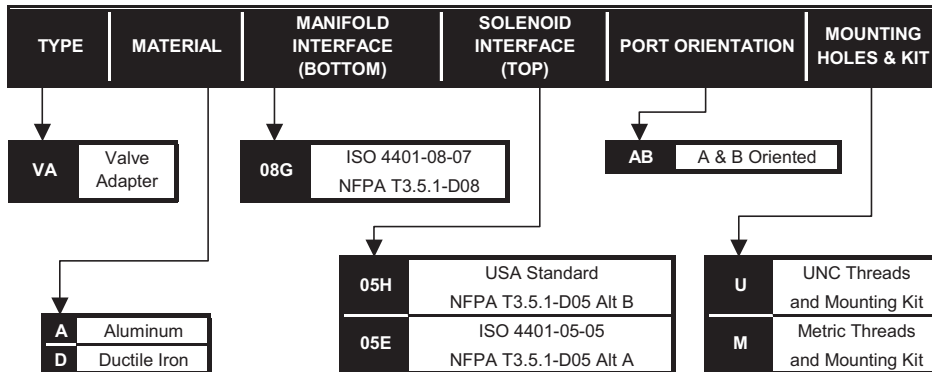 TYPE
MATERIAL
MANIFOLD
INTERFACE
(BOTTOM)
SOLENOID
INTERFACE
(TOP)
PORT ORIENTATION
MOUNTING
HOLES & KIT
VA
Valve
Adapter
08G
ISO 4401-08-07
NFPA T3.5.1-D08
AB
A & B Oriented
A
Aluminum
D
Ductile Iron
05H
USA Standard
NFPA T3.5.1-D05 Alt B
05E
ISO 4401-05-05
NFPA T3.5.1-D05 Alt A
U
UNC Threads
and Mounting Kit
M
Metric Threads
and Mounting Kit